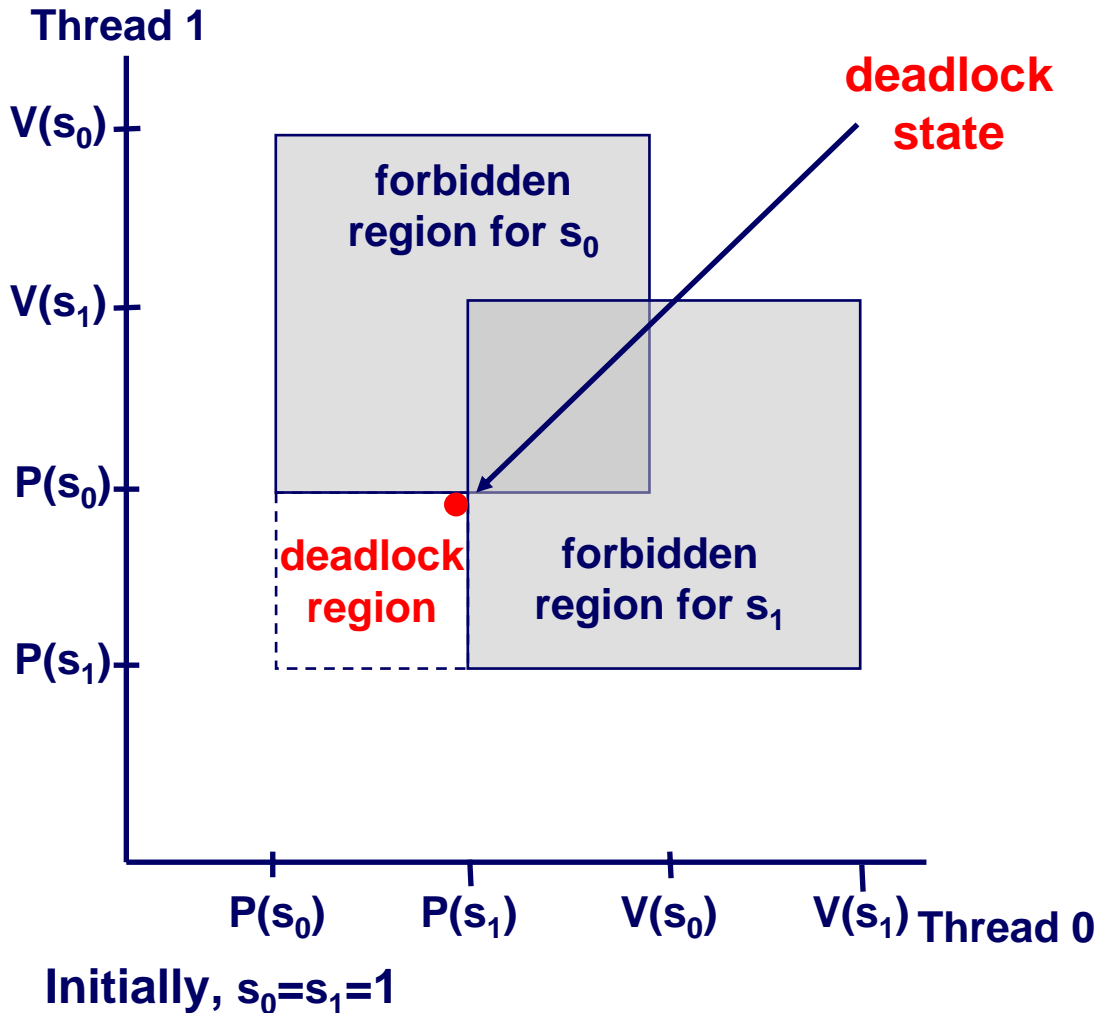 Thread 1
deadlock
state
V(s₀)
forbidden
region for s₀
V(s₁)
P(s₀)
deadlock
region
forbidden
region for s₁
P(s₁)
P(s₀) P(s₁) V(s₀) V(s₁) Thread 0
Initially, s₀=s₁=1